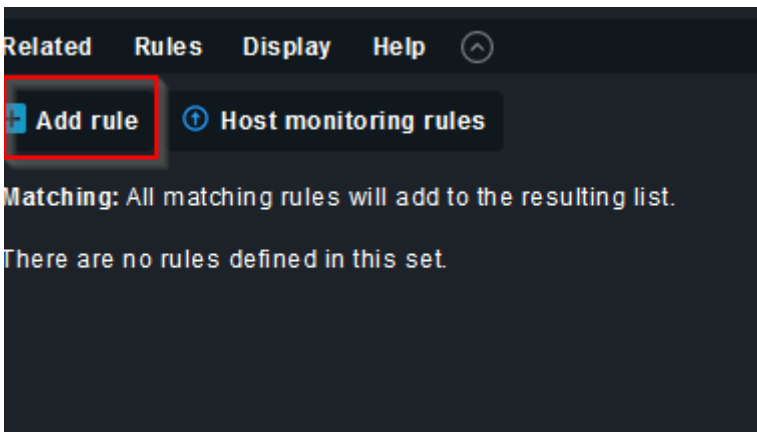 Related Rules Display Help
Add rule Host monitoring rules
Matching: All matching rules will add to the resulting list.
There are no rules defined in this set.